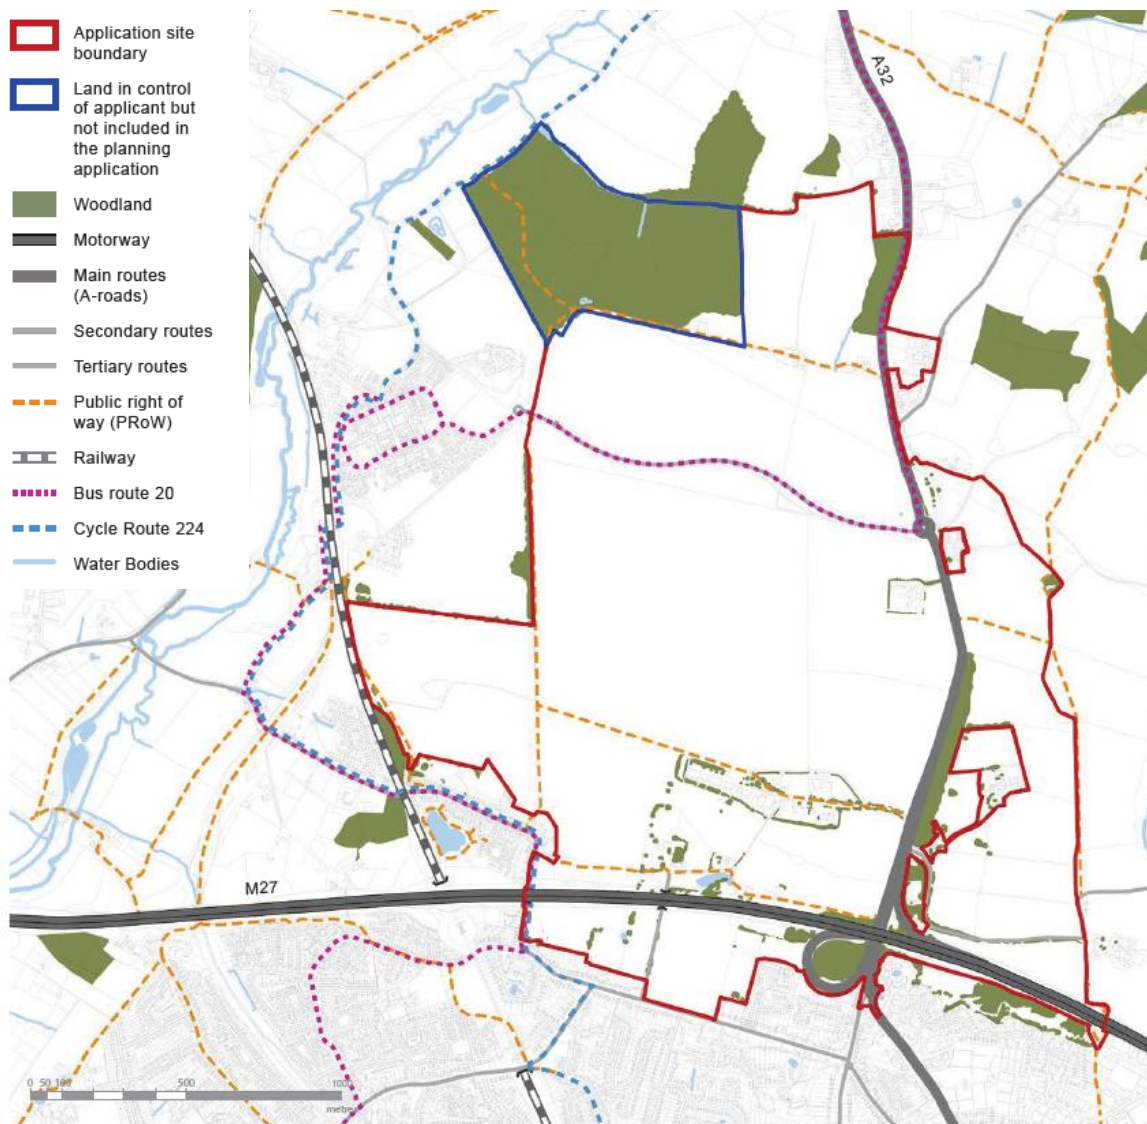 Application site
boundary
Land in control
of applicant but
not included in
the planning
application
Woodland
Motorway
Main routes
(A-roads)
Secondary routes
Tertiary routes
Public right of
way (PRoW)
Railway
Bus route 20
Cycle Route 224
Water Bodies
A32
M27
0 50 100 500 1000
metres